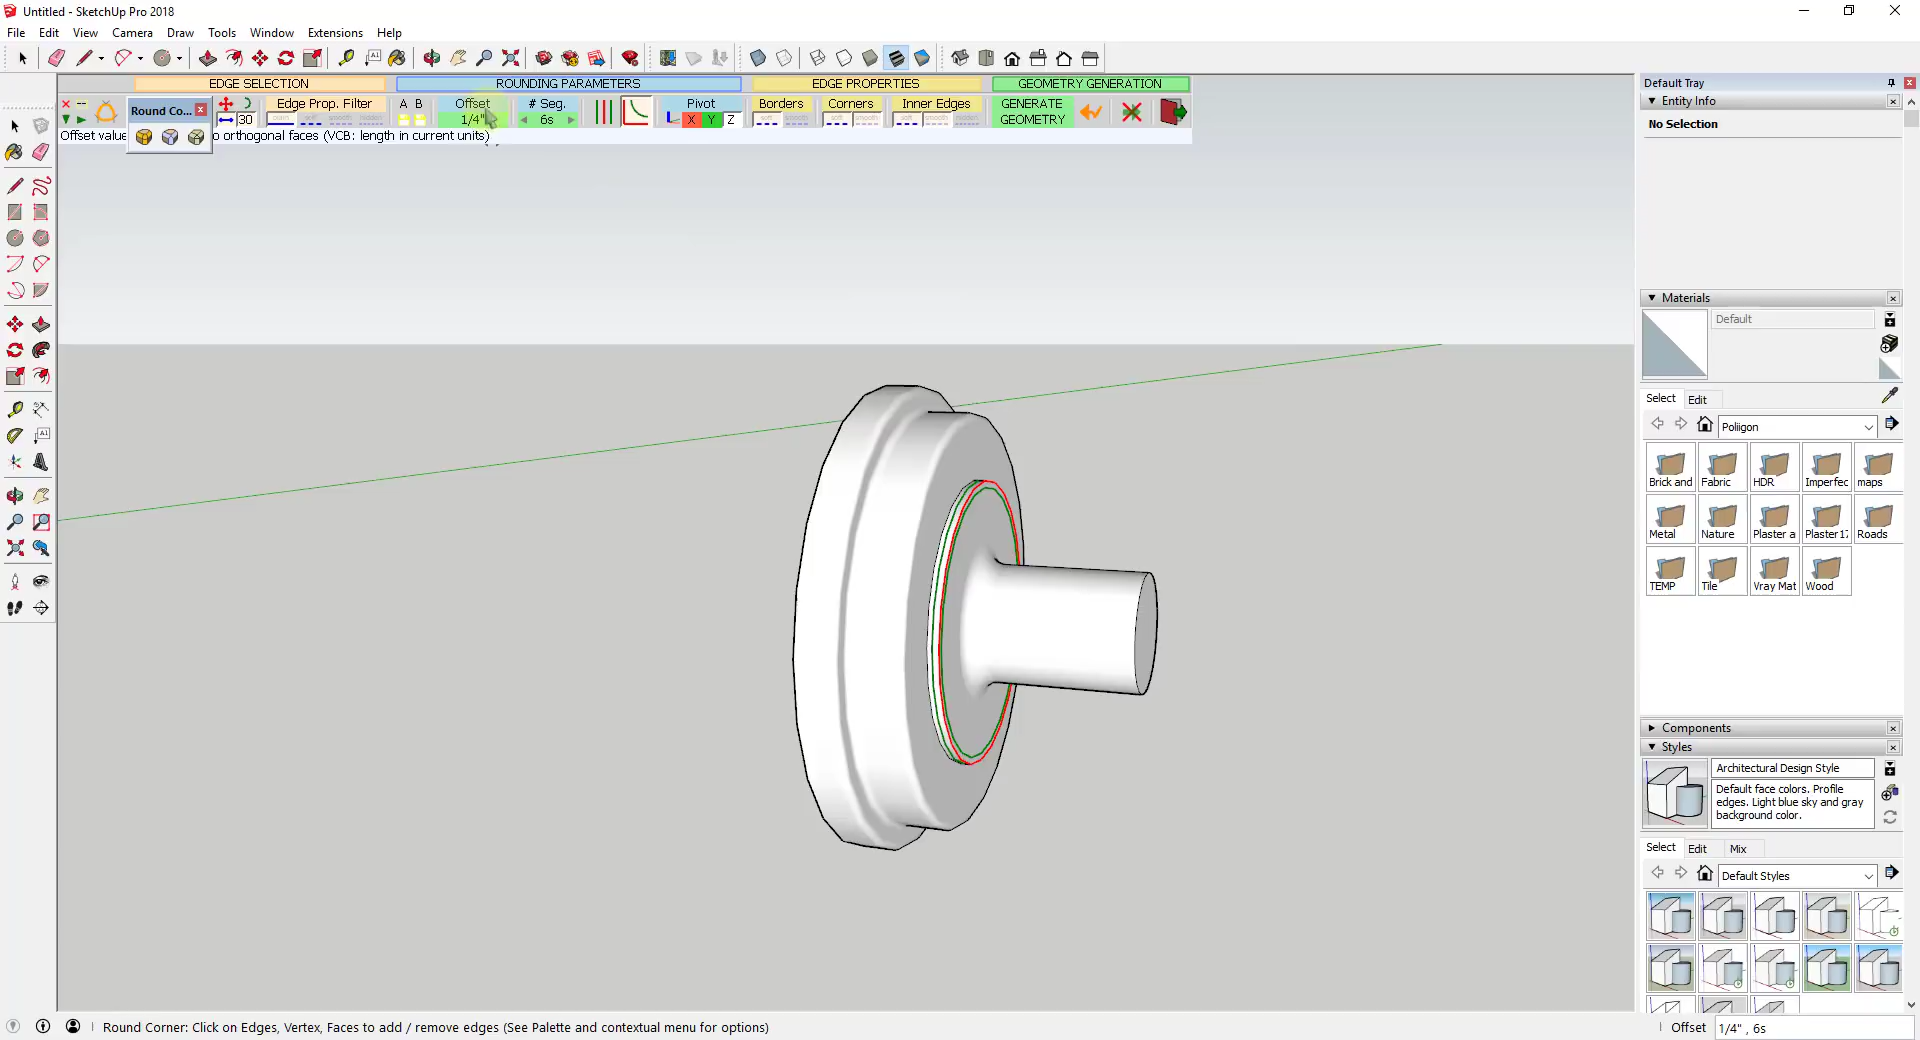 Untitled - SketchUp Pro 2018
File Edit View Camera Draw Tools Window Extensions Help
EDGE SELECTION ROUNDING PARAMETERS EDGE PROPERTIES GEOMETRY GENERATION
Default Tray
Round Co... Edge Prop. Filter A B Offset # Seg. Pivot Borders Corners Inner Edges GENERATE
30 1/4" 6s X Y Z GEOMETRY
Offset value o orthogonal faces (VCB: length in current units)
Entity Info
No Selection
Materials
Default
Select Edit
Poliigon
Brick and Fabric HDR Imperfec maps
Metal Nature Plaster a Plaster1 Roads
TEMP Tile Vray Mat Wood
Components
Styles
Architectural Design Style
Default face colors. Profile
edges. Light blue sky and gray
background color.
Select Edit Mix
Default Styles
Round Corner: Click on Edges, Vertex, Faces to add / remove edges (See Palette and contextual menu for options)
Offset 1/4" , 6s